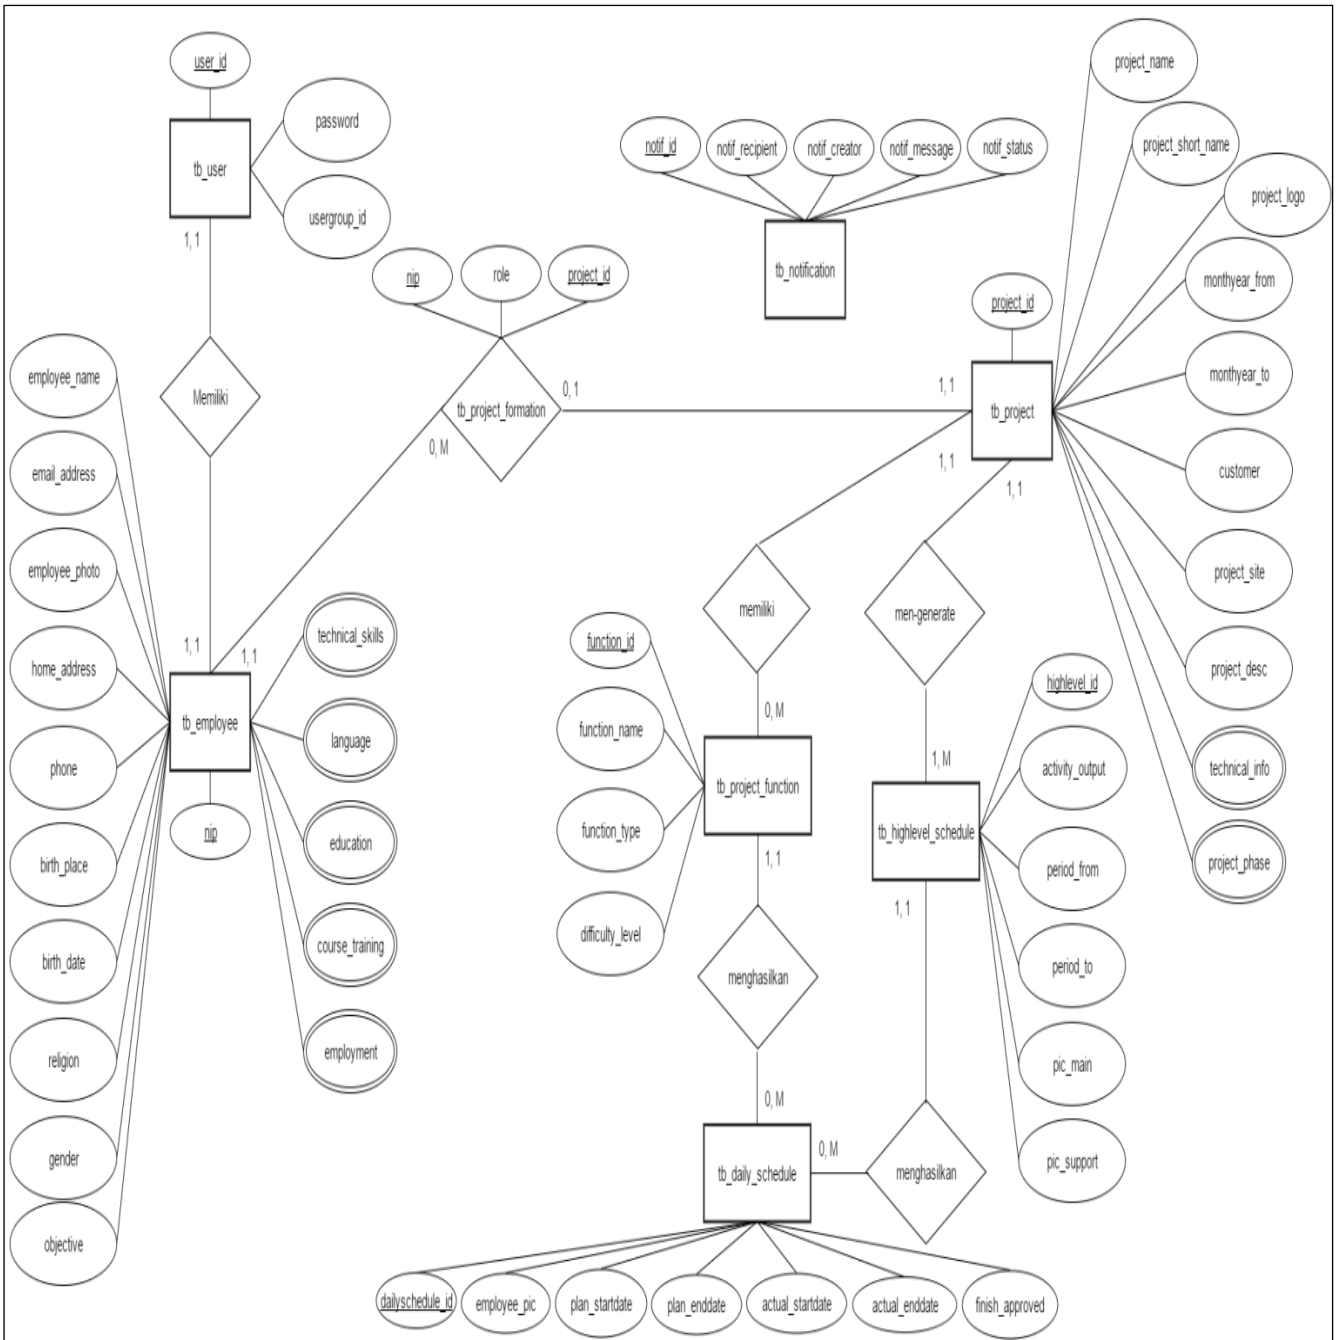 user_id
password
tb_user
usergroup_id
1, 1
Memiliki
1, 1
employee_name
email_address
employee_photo
home_address
phone
birth_place
birth_date
religion
gender
objective
tb_employee
nip
1, 1
technical_skills
language
education
course_training
employment
nip
role
project_id
tb_project_formation
0, M
0, 1
notif_id
notif_recipient
notif_creator
notif_message
notif_status
tb_notification
project_id
tb_project
1, 1
1, 1
1, 1
project_name
project_short_name
project_logo
monthyear_from
monthyear_to
customer
project_site
project_desc
technical_info
project_phase
memiliki
0, M
men-generate
1, M
function_id
function_name
function_type
difficulty_level
tb_project_function
1, 1
menghasilkan
0, M
highlevel_id
activity_output
period_from
period_to
pic_main
pic_support
tb_highlevel_schedule
1, 1
menghasilkan
0, M
tb_daily_schedule
dailyschedule_id
employee_pic
plan_startdate
plan_enddate
actual_startdate
actual_enddate
finish_approved